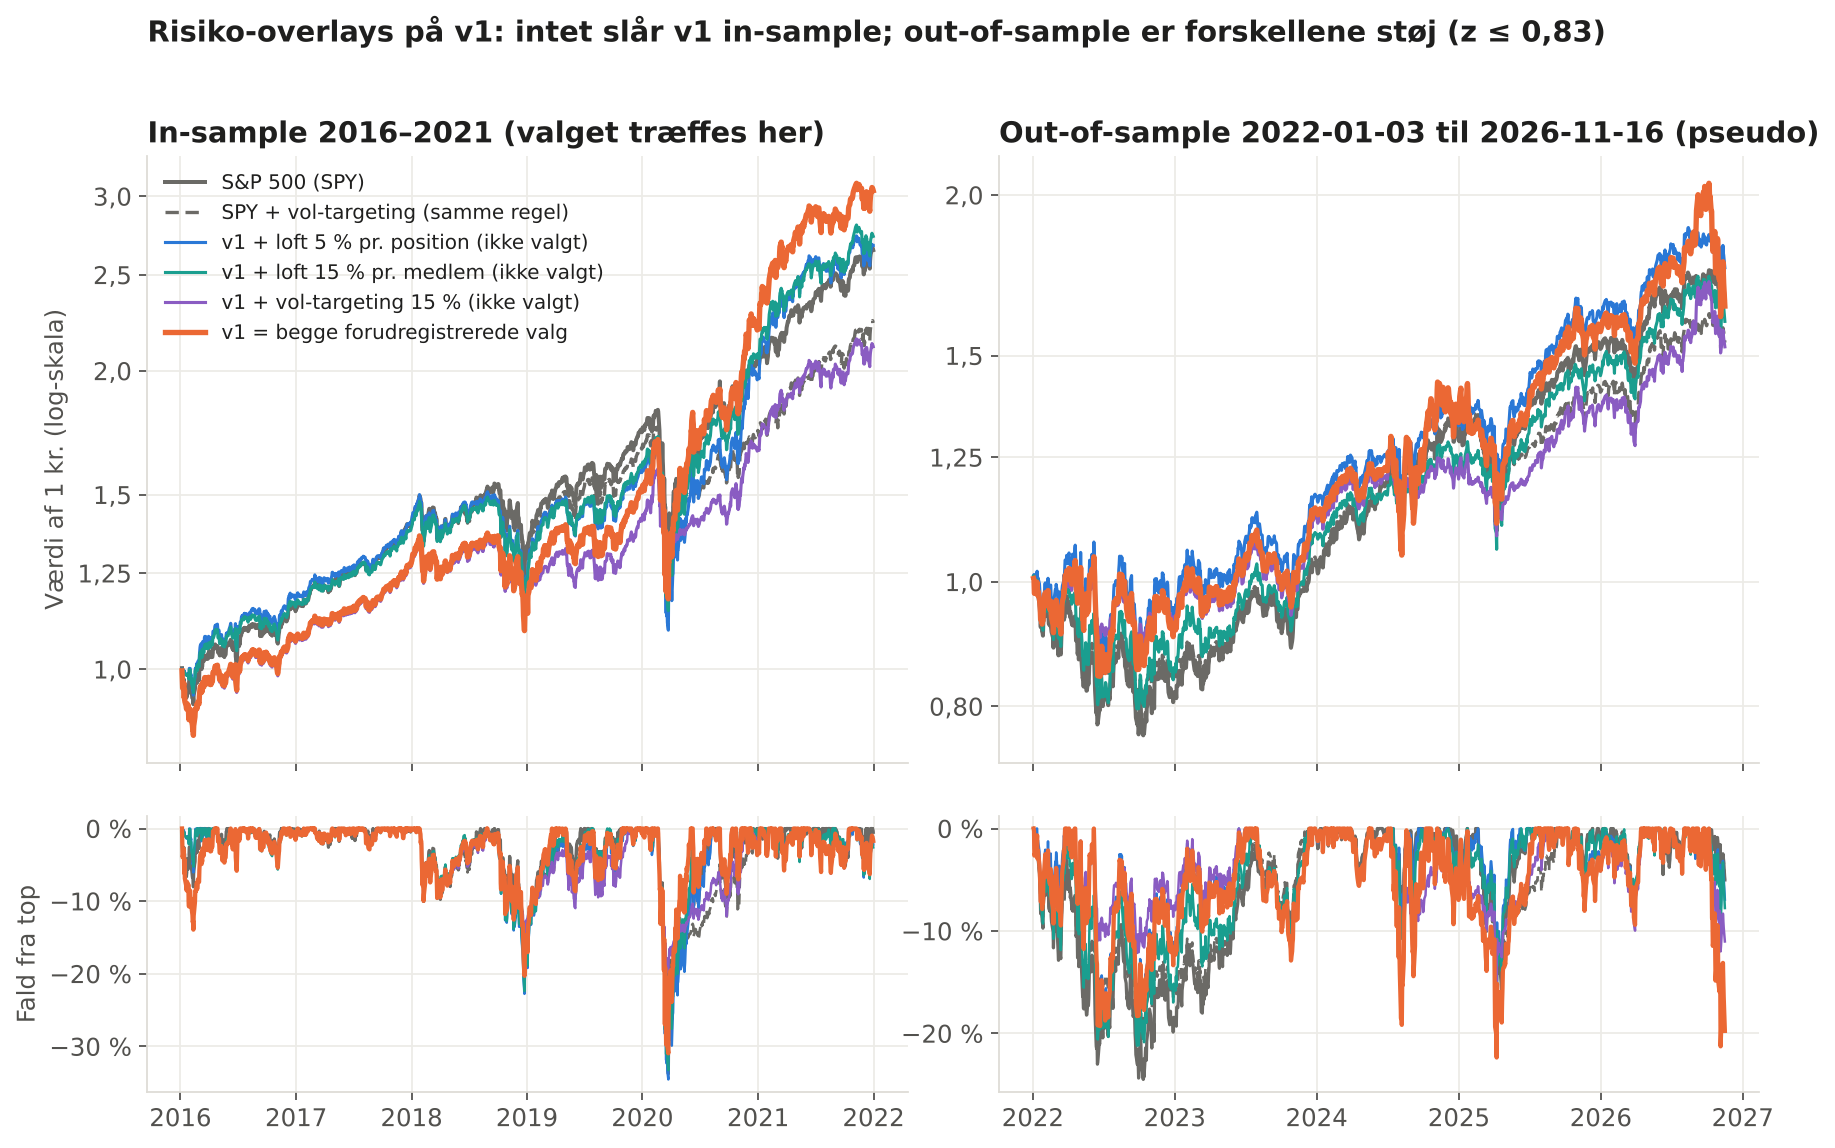 Risiko-overlays på v1: intet slår v1 in-sample; out-of-sample er forskellene støj (z ≤ 0,83)
In-sample 2016–2021 (valget træffes her)
S&P 500 (SPY)
SPY + vol-targeting (samme regel)
v1 + loft 5 % pr. position (ikke valgt)
v1 + loft 15 % pr. medlem (ikke valgt)
v1 + vol-targeting 15 % (ikke valgt)
v1 = begge forudregistrerede valg
Værdi af 1 kr. (log-skala)
3,0
2,5
2,0
1,5
1,25
1,0
Out-of-sample 2022-01-03 til 2026-11-16 (pseudo)
2,0
1,5
1,25
1,0
0,80
Fald fra top
0 %
−10 %
−20 %
−30 %
2016 2017 2018 2019 2020 2021 2022
0 %
−10 %
−20 %
2022 2023 2024 2025 2026 2027